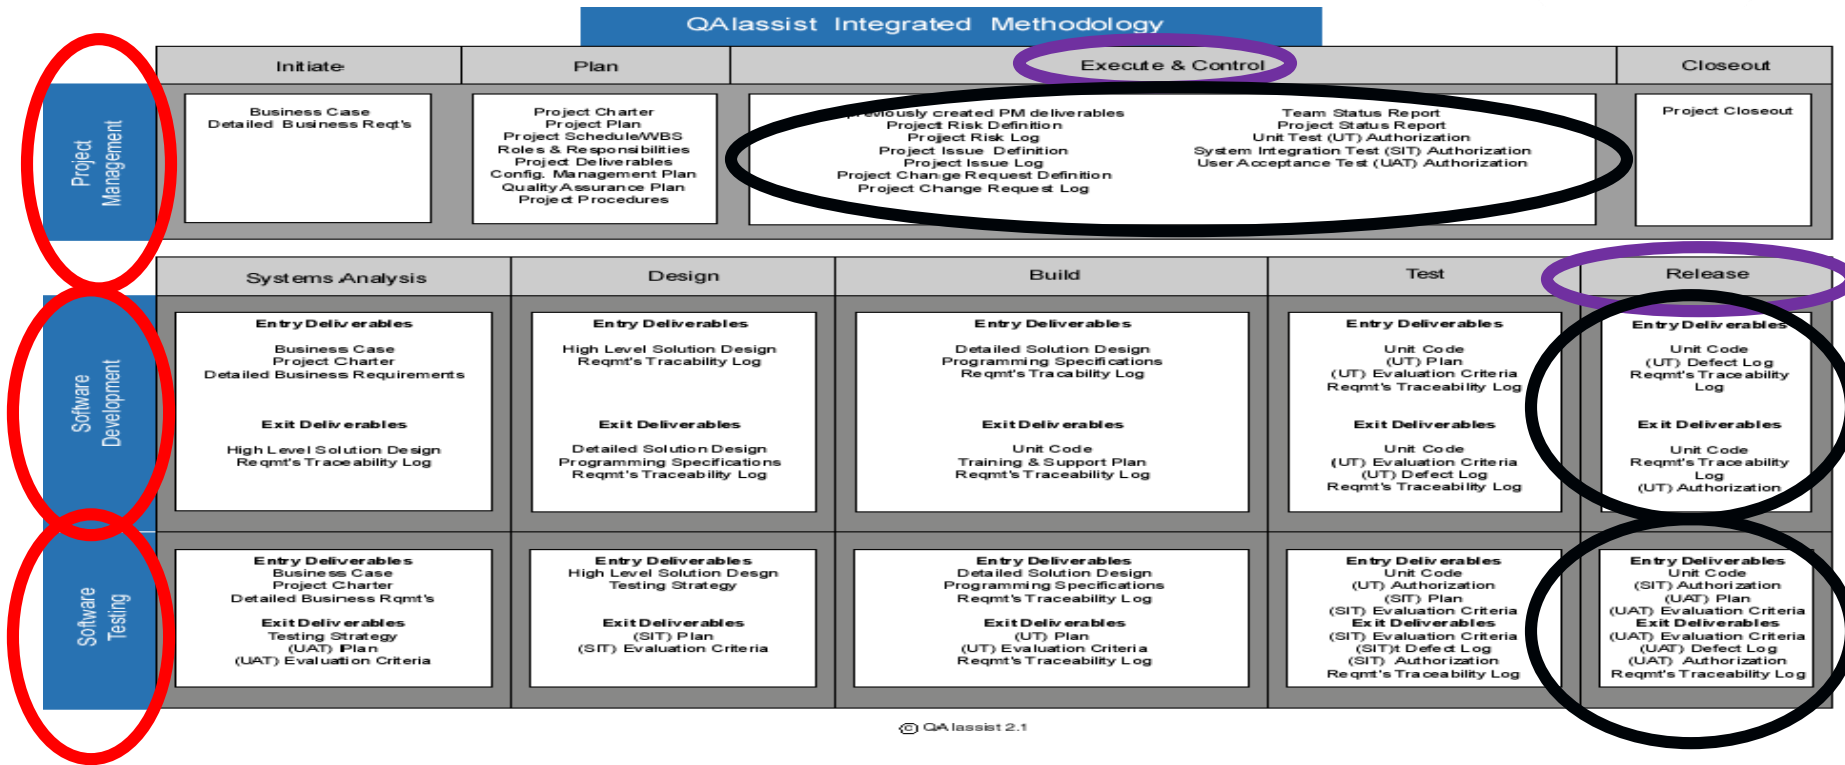 QAIassist Integrated Methodology
Initiate
Plan
Execute & Control
Closeout
Project
Management
Business Case
Detailed Business Reqt's
Project Charter
Project Plan
Project Schedule/WBS
Roles & Responsibilities
Project Deliverables
Config. Management Plan
Quality Assurance Plan
Project Procedures
created PM deliverables
Project Risk Definition
Project Risk Log
Project Issue Definition
Project Issue Log
Project Change Request Definition
Project Change Request Log
Team Status Report
Project Status Report
Unit Test (UT) Authorization
System Integration Test (SIT) Authorization
User Acceptance Test (UAT) Authorization
Project Closeout
Systems Analysis
Design
Build
Test
Release
Software
Development
Entry Deliverables
Business Case
Project Charter
Detailed Business Requirements
Exit Deliverables
High Level Solution Design
Reqmt's Traceability Log
Entry Deliverables
High Level Solution Design
Reqmt's Tracability Log
Exit Deliverables
Detailed Solution Design
Programming Specifications
Reqmt's Traceability Log
Entry Deliverables
Detailed Solution Design
Programming Specifications
Reqmt's Tracability Log
Exit Deliverables
Unit Code
Training & Support Plan
Reqmt's Traceability Log
Entry Deliverables
Unit Code
(UT) Plan
(UT) Evaluation Criteria
Reqmt's Traceability Log
Exit Deliverables
Unit Code
(UT) Evaluation Criteria
(UT) Defect Log
Reqmt's Traceability Log
Entry Deliverables
Unit Code
(UT) Defect Log
Reqmt's Traceability
Log
Exit Deliverables
Unit Code
Reqmt's Traceability
Log
(UT) Authorization
Software
Testing
Entry Deliverables
Business Case
Project Charter
Detailed Business Rqmt's
Exit Deliverables
Testing Strategy
(UAT) Plan
(UAT) Evaluation Criteria
Entry Deliverables
High Level Solution Desgn
Testing Strategy
Exit Deliverables
(SIT) Plan
(SIT) Evaluation Criteria
Entry Deliverables
Detailed Solution Design
Programming Specifications
Reqmt's Traceability Log
Exit Deliverables
(UT) Plan
(UT) Evaluation Criteria
Reqmt's Traceability Log
Entry Deliverables
Unit Code
(UT) Authorization
(SIT) Plan
(SIT) Evaluation Criteria
Exit Deliverables
(SIT) Evaluation Criteria
(SIT)t Defect Log
(SIT) Authorization
Reqmt's Traceability Log
Entry Deliverables
Unit Code
(SIT) Authorization
(UAT) Plan
(UAT) Evaluation Criteria
Exit Deliverables
(UAT) Evaluation Criteria
(UAT) Defect Log
(UAT) Authorization
Reqmt's Traceability Log
(c) QAIassist 2.1